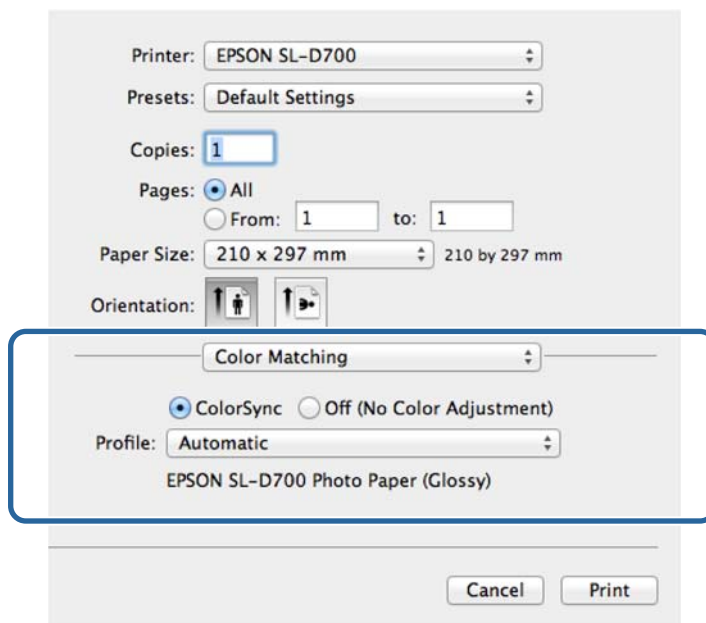 Printer: EPSON SL-D700
Presets: Default Settings
Copies: 1
Pages: All
From: 1 to: 1
Paper Size: 210 x 297 mm 210 by 297 mm
Orientation:
Color Matching
ColorSync Off (No Color Adjustment)
Profile: Automatic
EPSON SL-D700 Photo Paper (Glossy)
Cancel Print